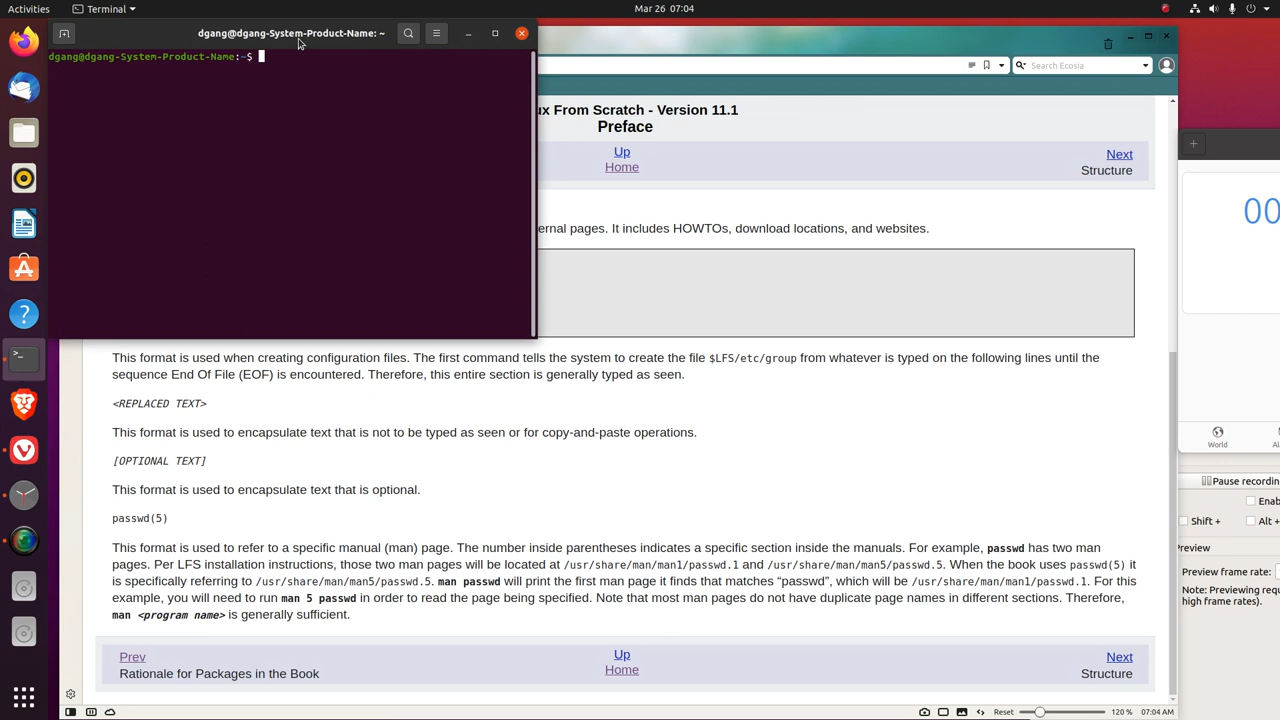 Activities
Terminal
Mar 26 07:04
dgang@dgang-System-Product-Name: ~
dgang@dgang-System-Product-Name:~$
Search Ecosia
ux From Scratch - Version 11.1
Preface
Up
Home
Next
Structure
ernal pages. It includes HOWTOs, download locations, and websites.
This format is used when creating configuration files. The first command tells the system to create the file $LFS/etc/group from whatever is typed on the following lines until the
sequence End Of File (EOF) is encountered. Therefore, this entire section is generally typed as seen.
<REPLACED TEXT>
This format is used to encapsulate text that is not to be typed as seen or for copy-and-paste operations.
[OPTIONAL TEXT]
This format is used to encapsulate text that is optional.
passwd(5)
This format is used to refer to a specific manual (man) page. The number inside parentheses indicates a specific section inside the manuals. For example, passwd has two man
pages. Per LFS installation instructions, those two man pages will be located at /usr/share/man/man1/passwd.1 and /usr/share/man/man5/passwd.5. When the book uses passwd(5) it
is specifically referring to /usr/share/man/man5/passwd.5. man passwd will print the first man page it finds that matches “passwd”, which will be /usr/share/man/man1/passwd.1. For this
example, you will need to run man 5 passwd in order to read the page being specified. Note that most man pages do not have duplicate page names in different sections. Therefore,
man <program name> is generally sufficient.
Prev
Rationale for Packages in the Book
Up
Home
Next
Structure
Reset
120 %
07:04 AM
00
World
Al
Pause recordin
Enab
Shift +
Alt +
Preview
Preview frame rate:
Note: Previewing requ
high frame rates).